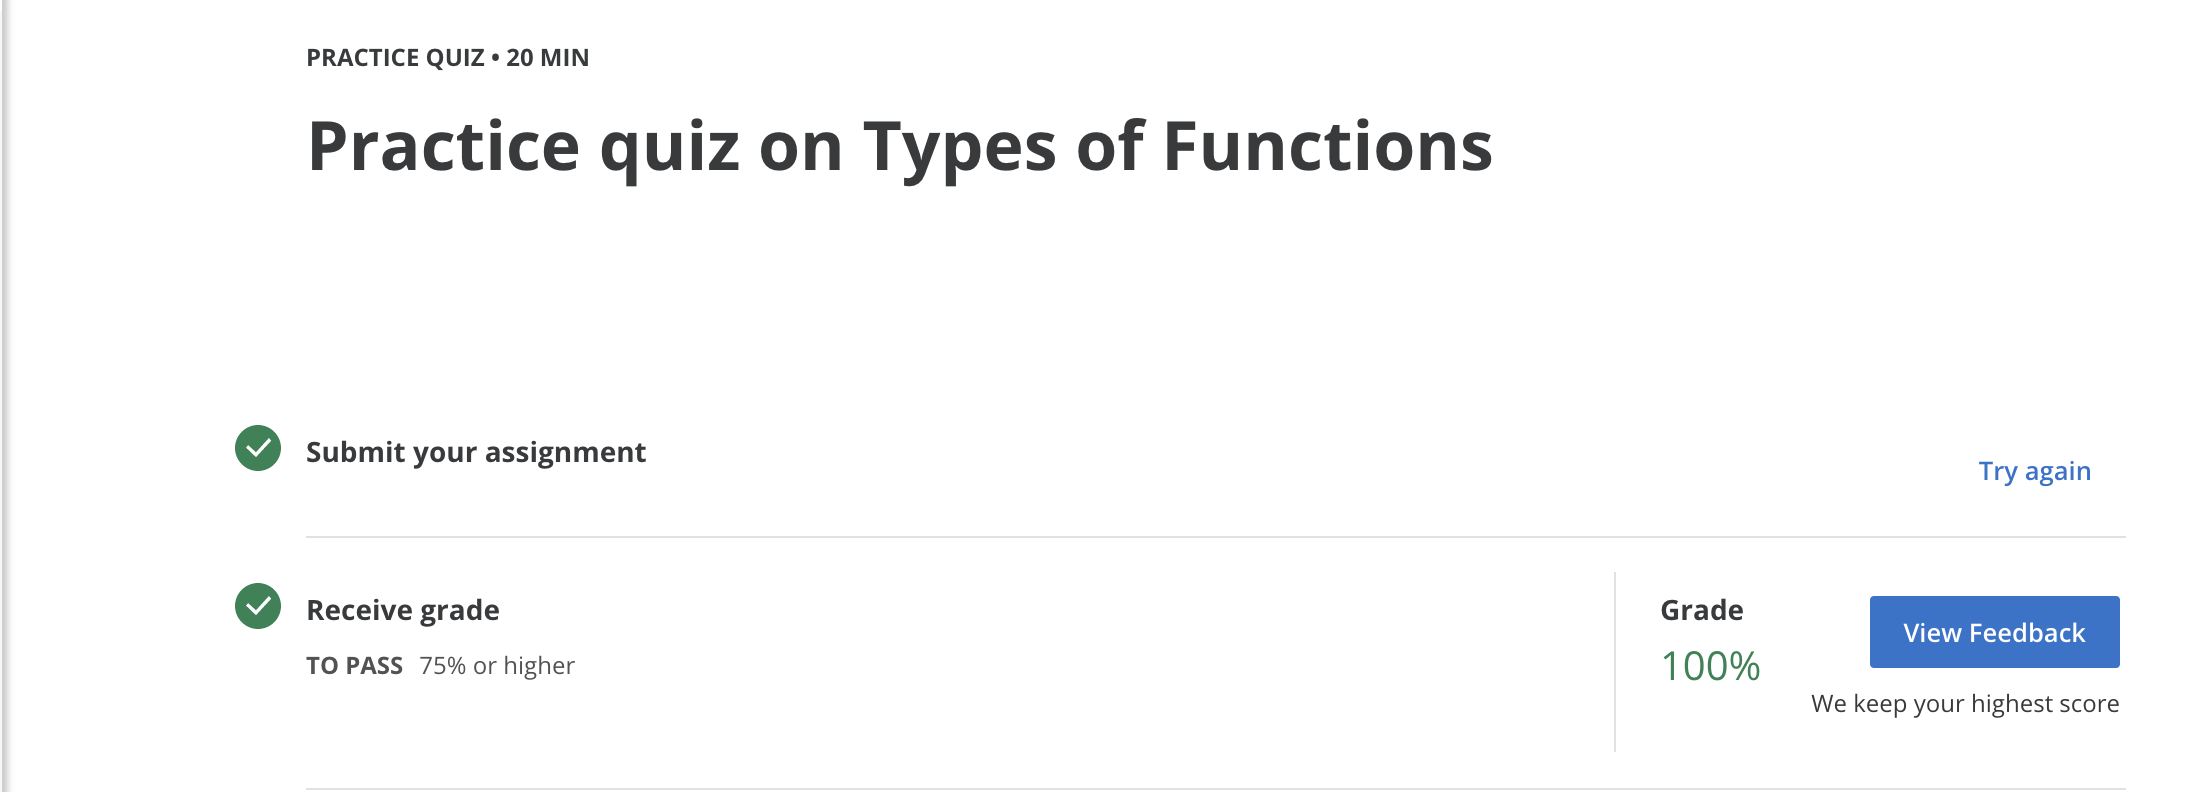 PRACTICE QUIZ • 20 MIN
Practice quiz on Types of Functions
Submit your assignment
Try again
Receive grade
TO PASS 75% or higher
Grade
100%
View Feedback
We keep your highest score